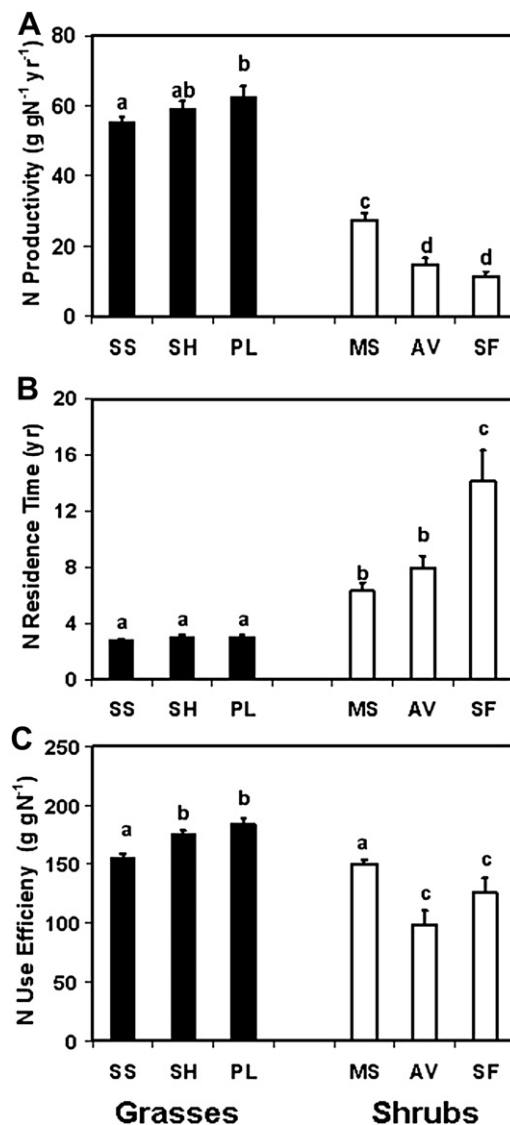 A
N Productivity (g gN-1 yr-1)
80
60
40
20
0
a
ab
b
c
d
d
SS SH PL MS AV SF
B
N Residence Time (yr)
20
16
12
8
4
0
a
a
a
b
b
c
SS SH PL MS AV SF
C
N Use Efficieny (g gN-1)
250
200
150
100
50
0
a
b
b
a
c
c
SS SH PL MS AV SF
Grasses Shrubs